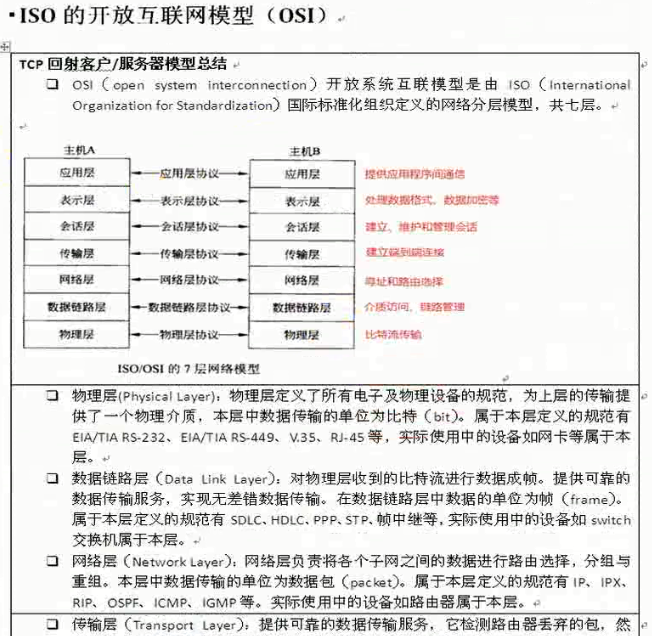 ▪ISO 的开放互联网模型（OSI）
TCP 回射客户/服务器模型总结
❑ OSI（open system interconnection）开放系统互联模型是由 ISO（International
Organization for Standardization）国际标准化组织定义的网络分层模型，共七层。
主机A 主机B
应用层 应用层协议 应用层 提供应用程序间通信
表示层 表示层协议 表示层 处理数据格式、数据加密等
会话层 会话层协议 会话层 建立、维护和管理会话
传输层 传输层协议 传输层 建立端到端连接
网络层 网络层协议 网络层 寻址和路由选择
数据链路层 数据链路层协议 数据链路层 介质访问、链路管理
物理层 物理层协议 物理层 比特流传输
ISO/OSI 的 7 层网络模型
❑ 物理层(Physical Layer)：物理层定义了所有电子及物理设备的规范，为上层的传输提
供了一个物理介质，本层中数据传输的单位为比特（bit）。属于本层定义的规范有
EIA/TIA RS-232、EIA/TIA RS-449、V.35、RJ-45 等，实际使用中的设备如网卡等属于本
层。
❑ 数据链路层（Data Link Layer）：对物理层收到的比特流进行数据成帧。提供可靠的
数据传输服务，实现无差错数据传输。在数据链路层中数据的单位为帧（frame）。
属于本层定义的规范有 SDLC、HDLC、PPP、STP、帧中继等，实际使用中的设备如 switch
交换机属于本层。
❑ 网络层（Network Layer）：网络层负责将各个子网之间的数据进行路由选择，分组与
重组。本层中数据传输的单位为数据包（packet）。属于本层定义的规范有 IP、IPX、
RIP、OSPF、ICMP、IGMP 等。实际使用中的设备如路由器属于本层。
❑ 传输层（Transport Layer）：提供可靠的数据传输服务，它检测路由器丢弃的包，然